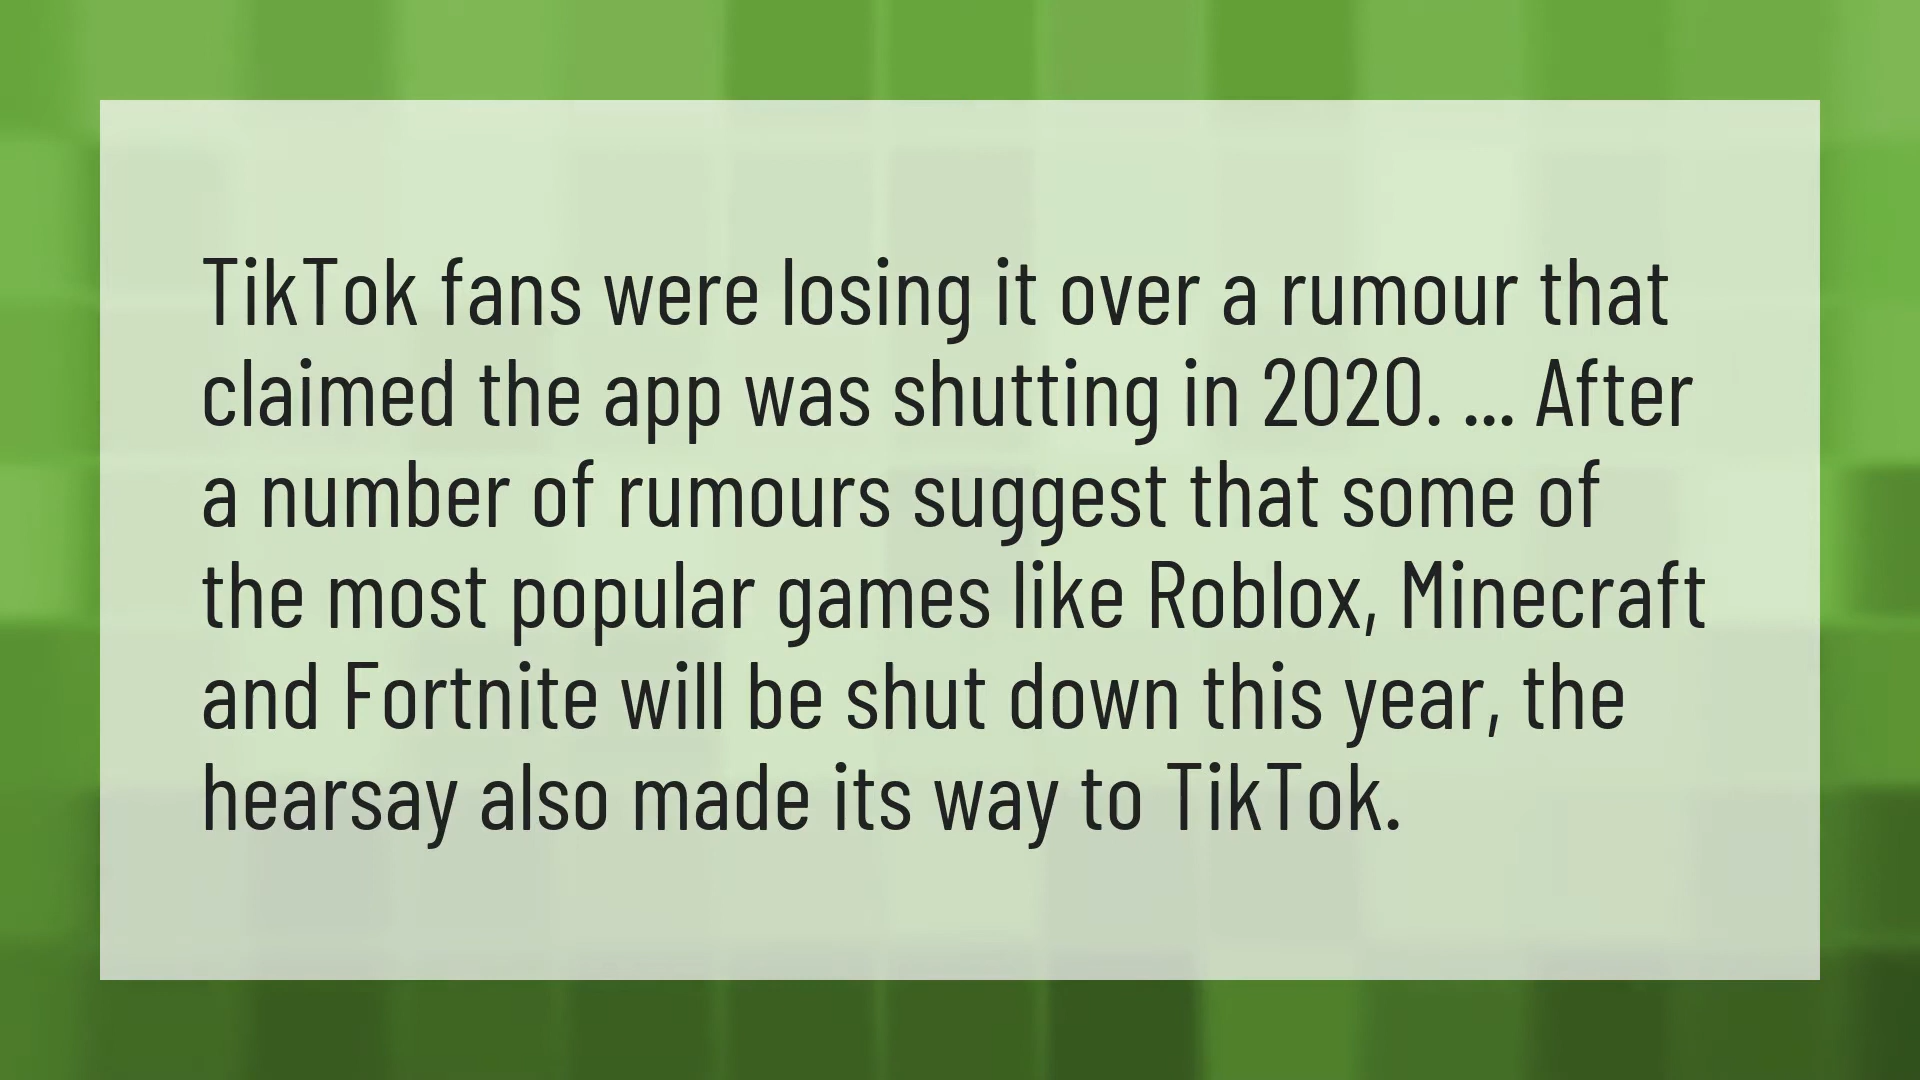 TikTok fans were losing it over a rumour that
claimed the app was shutting in 2020. ... After
a number of rumours suggest that some of
the most popular games like Roblox, Minecraft
and Fortnite will be shut down this year, the
hearsay also made its way to TikTok.